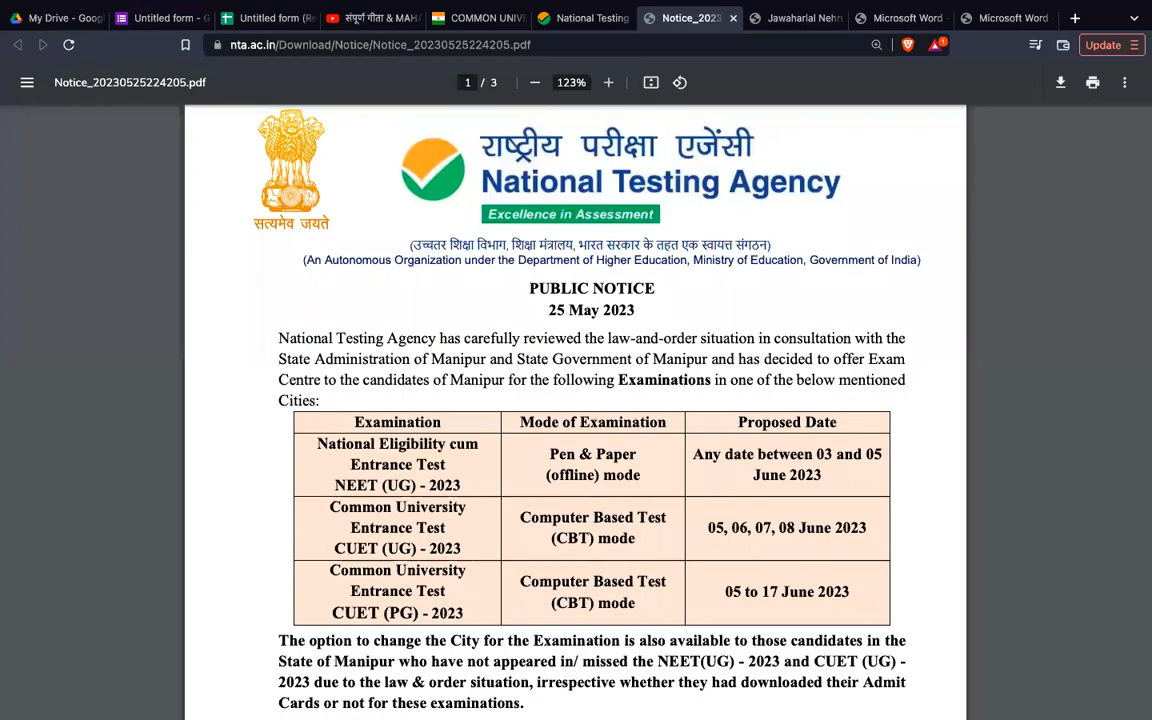 My Drive - Googl
Untitled form - G
Untitled form (Re
संपूर्ण गीता & MAHA
COMMON UNIV
National Testing
Notice_2023
Jawaharlal Nehr
Microsoft Word
Microsoft Word
nta.ac.in/Download/Notice/Notice_20230525224205.pdf
1
Update
Notice_20230525224205.pdf
1 / 3
123%
सत्यमेव जयते
राष्ट्रीय परीक्षा एजेंसी
National Testing Agency
Excellence in Assessment
(उच्चतर शिक्षा विभाग, शिक्षा मंत्रालय, भारत सरकार के तहत एक स्वायत्त संगठन)
(An Autonomous Organization under the Department of Higher Education, Ministry of Education, Government of India)
PUBLIC NOTICE
25 May 2023
National Testing Agency has carefully reviewed the law-and-order situation in consultation with the
State Administration of Manipur and State Government of Manipur and has decided to offer Exam
Centre to the candidates of Manipur for the following Examinations in one of the below mentioned
Cities:
Examination Mode of Examination Proposed Date
National Eligibility cum
Entrance Test
NEET (UG) - 2023
Pen & Paper
(offline) mode
Any date between 03 and 05
June 2023
Common University
Entrance Test
CUET (UG) - 2023
Computer Based Test
(CBT) mode
05, 06, 07, 08 June 2023
Common University
Entrance Test
CUET (PG) - 2023
Computer Based Test
(CBT) mode
05 to 17 June 2023
The option to change the City for the Examination is also available to those candidates in the
State of Manipur who have not appeared in/ missed the NEET(UG) - 2023 and CUET (UG) -
2023 due to the law & order situation, irrespective whether they had downloaded their Admit
Cards or not for these examinations.